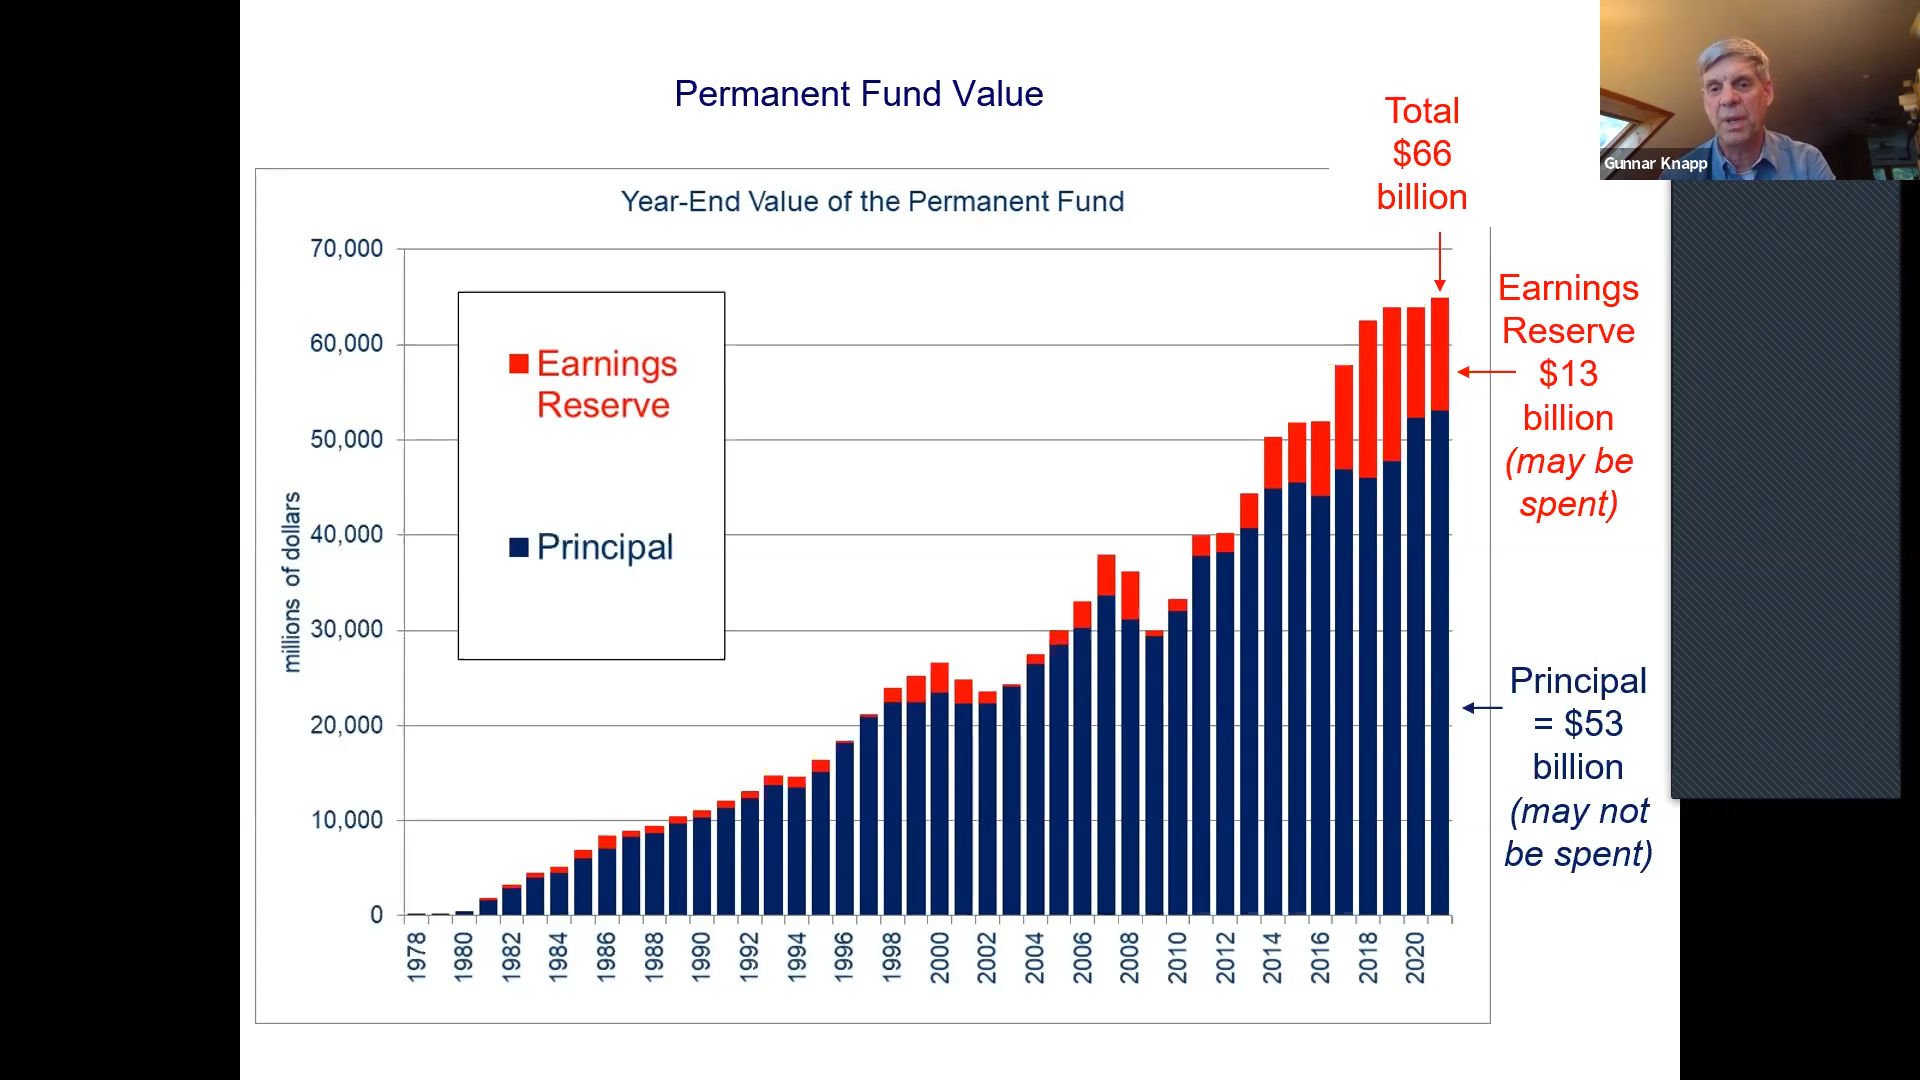 Permanent Fund Value
Total
$66
billion
Gunnar Knapp
Year-End Value of the Permanent Fund
70,000
60,000
50,000
40,000
30,000
20,000
10,000
0
millions of dollars
Earnings
Reserve
Principal
Earnings
Reserve
$13
billion
(may be
spent)
Principal
= $53
billion
(may not
be spent)
1978
1980
1982
1984
1986
1988
1990
1992
1994
1996
1998
2000
2002
2004
2006
2008
2010
2012
2014
2016
2018
2020